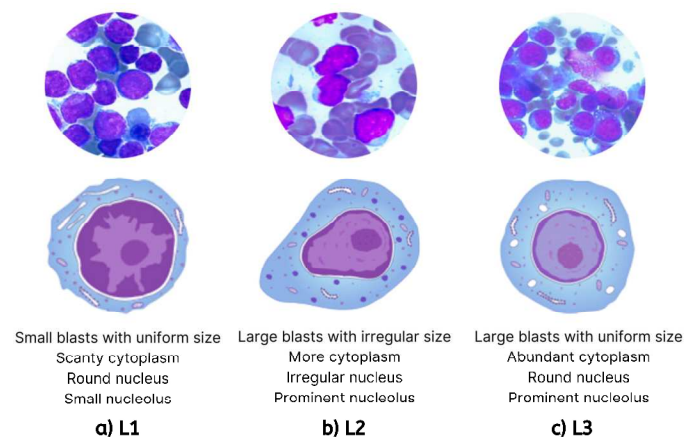 Small blasts with uniform size
Scanty cytoplasm
Round nucleus
Small nucleolus
a) L1
Large blasts with irregular size
More cytoplasm
Irregular nucleus
Prominent nucleolus
b) L2
Large blasts with uniform size
Abundant cytoplasm
Round nucleus
Prominent nucleolus
c) L3